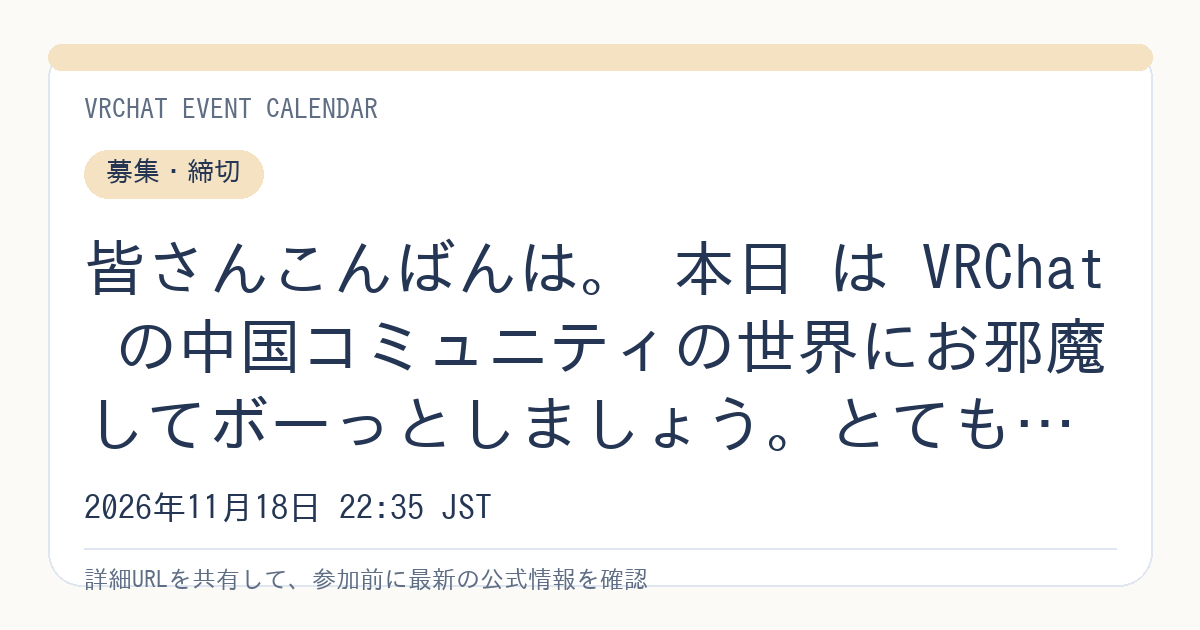 VRCHAT EVENT CALENDAR
募集・締切
皆さんこんばんは。 本日 は VRChat
の中国コミュニティの世界にお邪魔
してボーっとしましょう。とても…
2026年11月18日 22:35 JST
詳細URLを共有して、参加前に最新の公式情報を確認